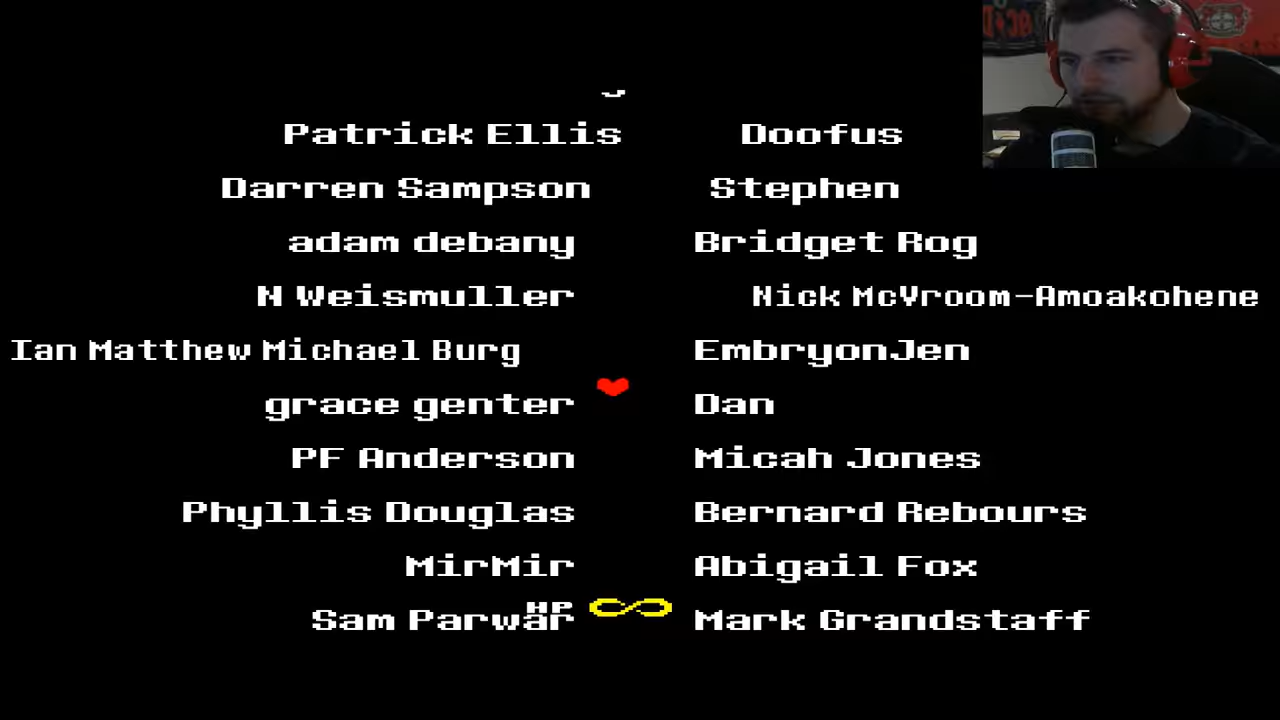 Patrick Ellis Doofus
Darren Sampson Stephen
adam debany Bridget Rog
N Weismuller Nick McVroom-Amoakohene
Ian Matthew Michael Burg EmbryonJen
grace genter Dan
PF Anderson Micah Jones
Phyllis Douglas Bernard Rebours
MirMir Abigail Fox
HP
Sam Parwar Mark Grandstaff